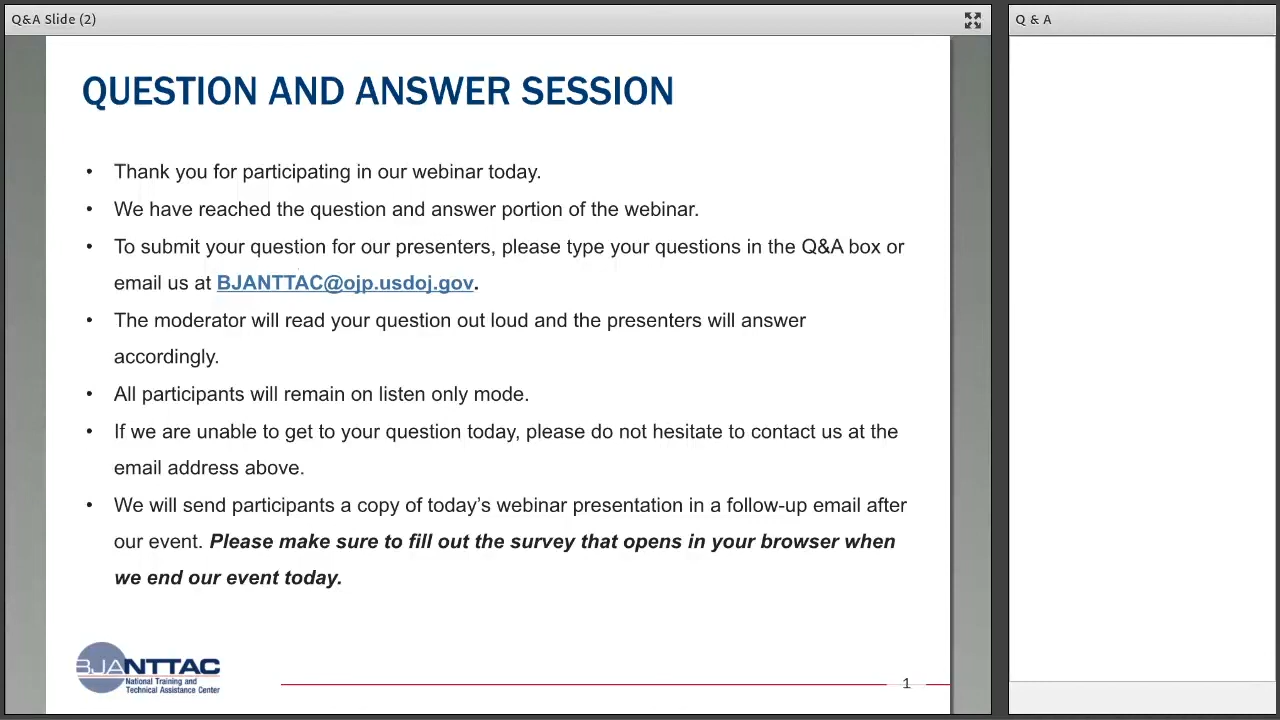 Q&A Slide (2)
Q & A
QUESTION AND ANSWER SESSION
• Thank you for participating in our webinar today.
• We have reached the question and answer portion of the webinar.
• To submit your question for our presenters, please type your questions in the Q&A box or
email us at BJANTTAC@ojp.usdoj.gov.
• The moderator will read your question out loud and the presenters will answer
accordingly.
• All participants will remain on listen only mode.
• If we are unable to get to your question today, please do not hesitate to contact us at the
email address above.
• We will send participants a copy of today’s webinar presentation in a follow-up email after
our event. Please make sure to fill out the survey that opens in your browser when
we end our event today.
BJANTTAC
National Training and
Technical Assistance Center
1